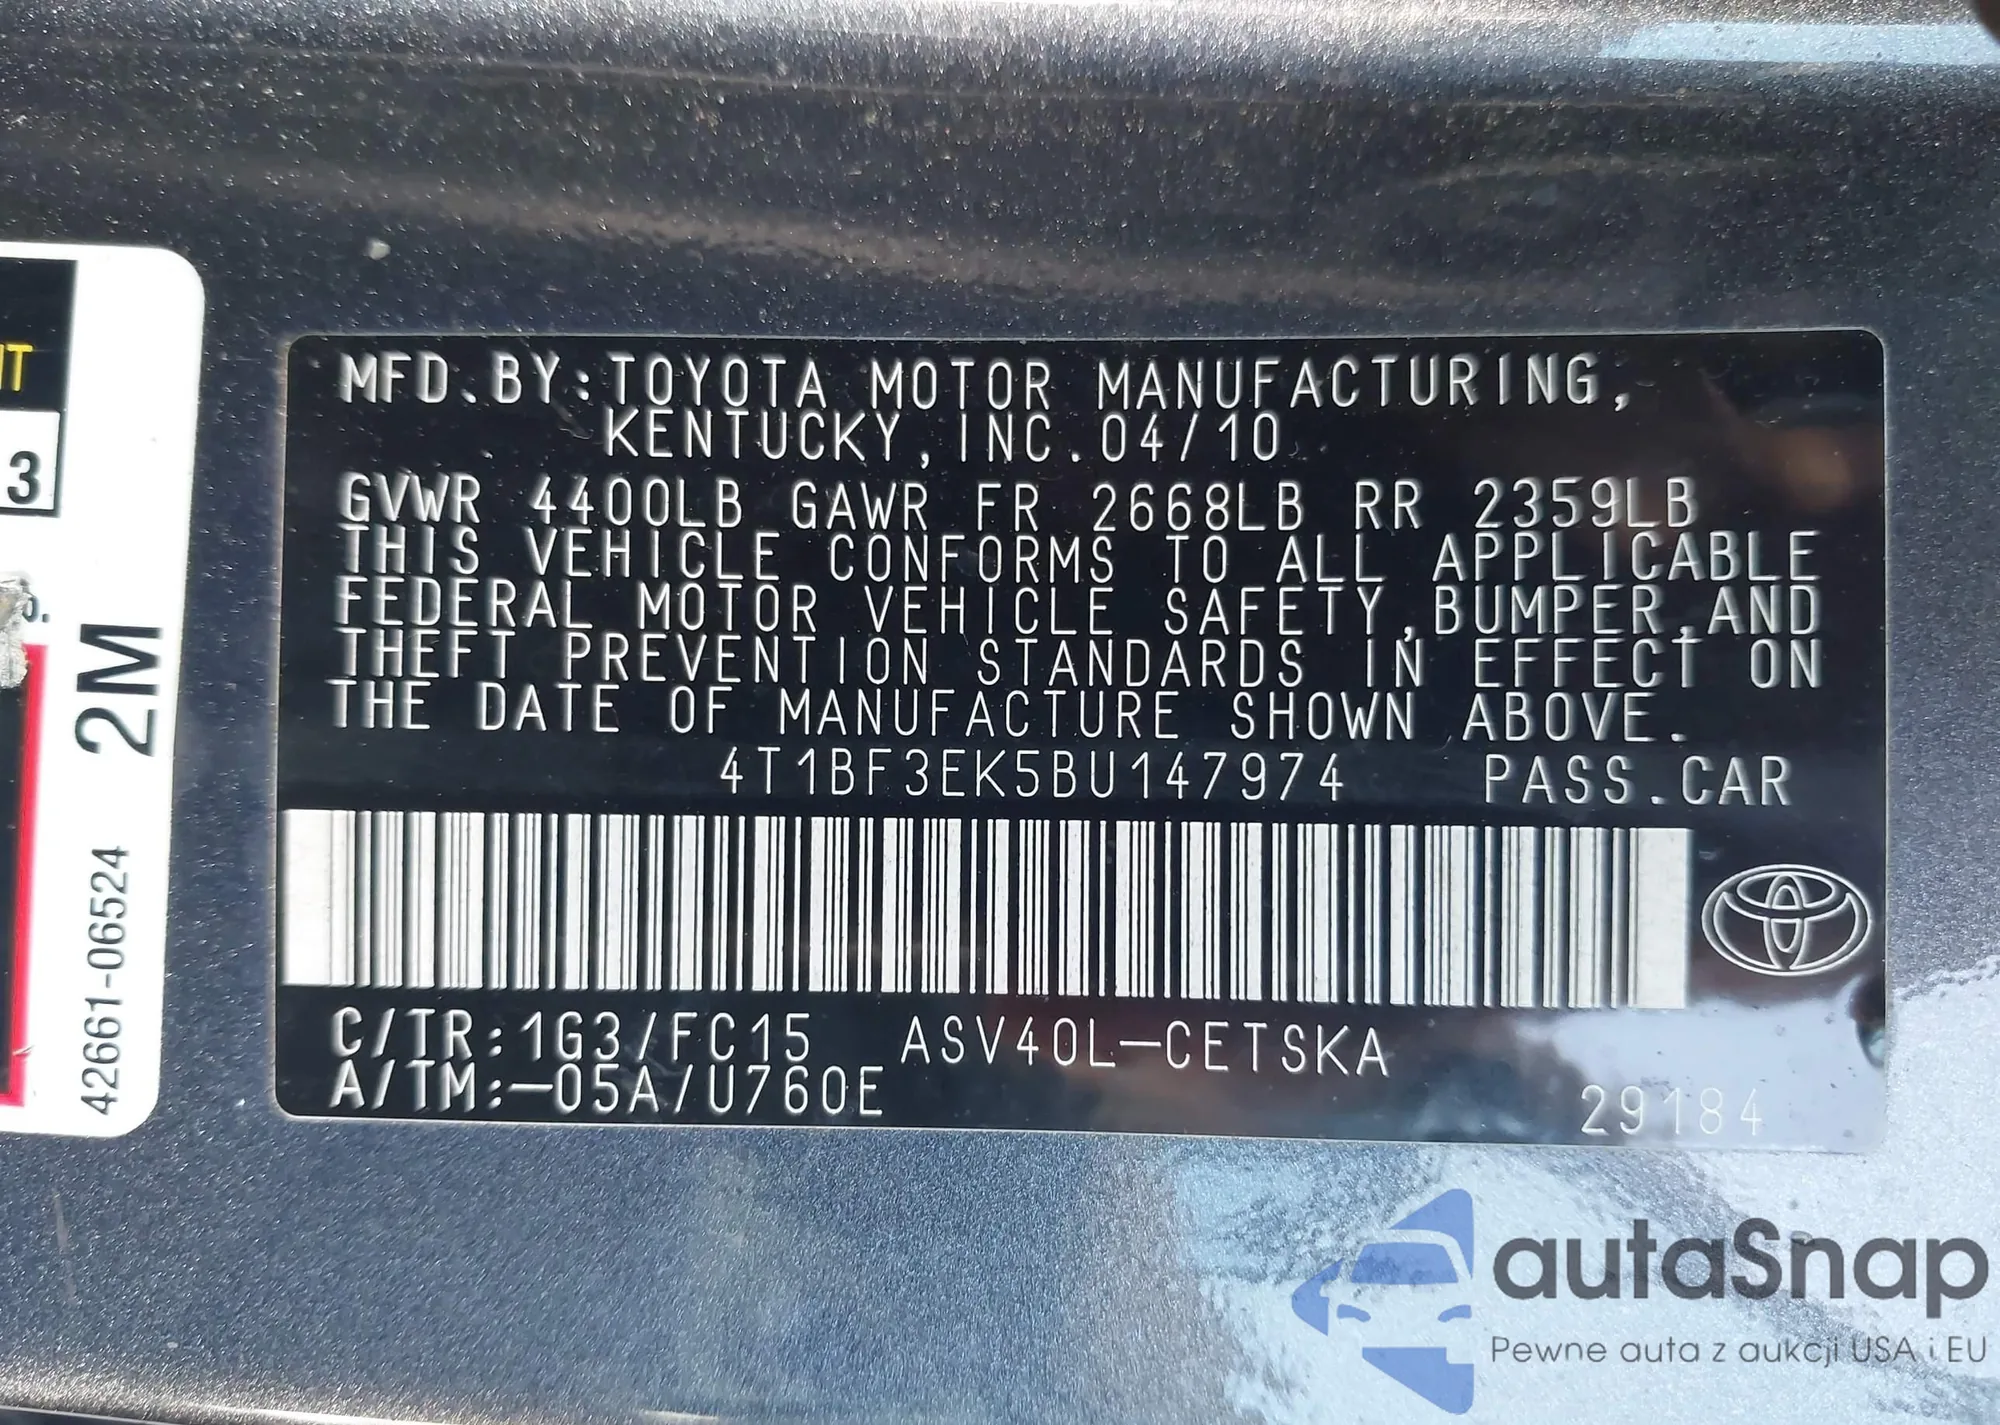 MFD.BY:TOYOTA MOTOR MANUFACTURING,
KENTUCKY,INC.04/10
GVWR 4400LB GAWR FR 2668LB RR 2359LB
THIS VEHICLE CONFORMS TO ALL APPLICABLE
FEDERAL MOTOR VEHICLE SAFETY,BUMPER,AND
THEFT PREVENTION STANDARDS IN EFFECT ON
THE DATE OF MANUFACTURE SHOWN ABOVE.
4T1BF3EK5BU147974 PASS.CAR
C/TR:1G3/FC15 ASV40L-CETSKA
A/TM:-05A/U760E
29184
3
2M
42661-06524
autaSnap
Pewne auta z aukcji USA i EU